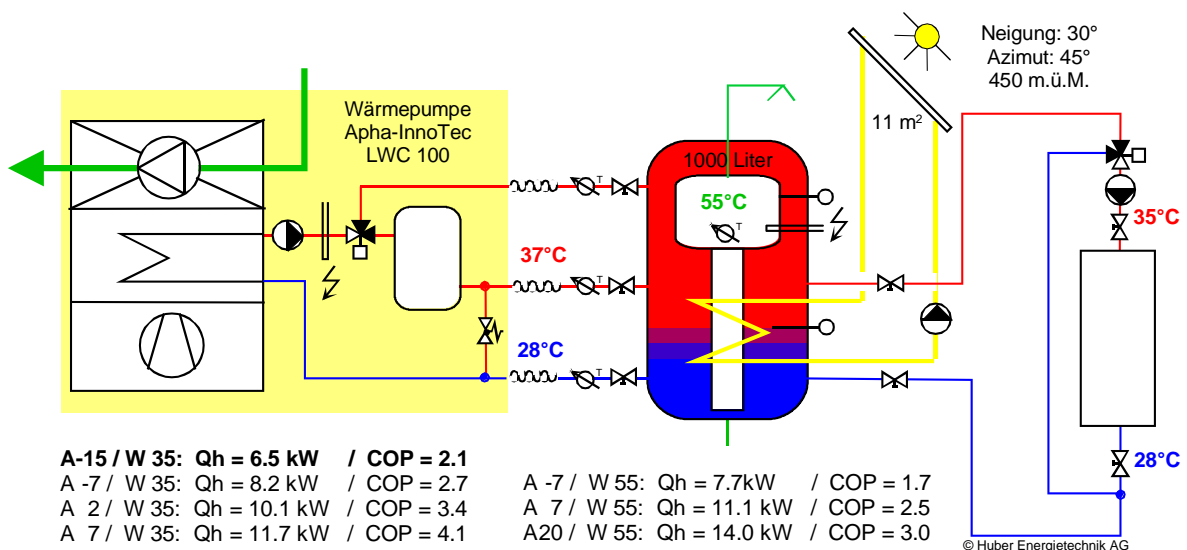 Neigung: 30°
Azimut: 45°
450 m.ü.M.
Wärmepumpe
Apha-InnoTec
LWC 100
11 m²
1000 Liter
T
55°C
T
35°C
37°C
T
28°C
T
28°C
A-15 / W 35: Qh = 6.5 kW / COP = 2.1
A -7 / W 35: Qh = 8.2 kW / COP = 2.7
A 2 / W 35: Qh = 10.1 kW / COP = 3.4
A 7 / W 35: Qh = 11.7 kW / COP = 4.1
A -7 / W 55: Qh = 7.7kW / COP = 1.7
A 7 / W 55: Qh = 11.1 kW / COP = 2.5
A20 / W 55: Qh = 14.0 kW / COP = 3.0
© Huber Energietechnik AG